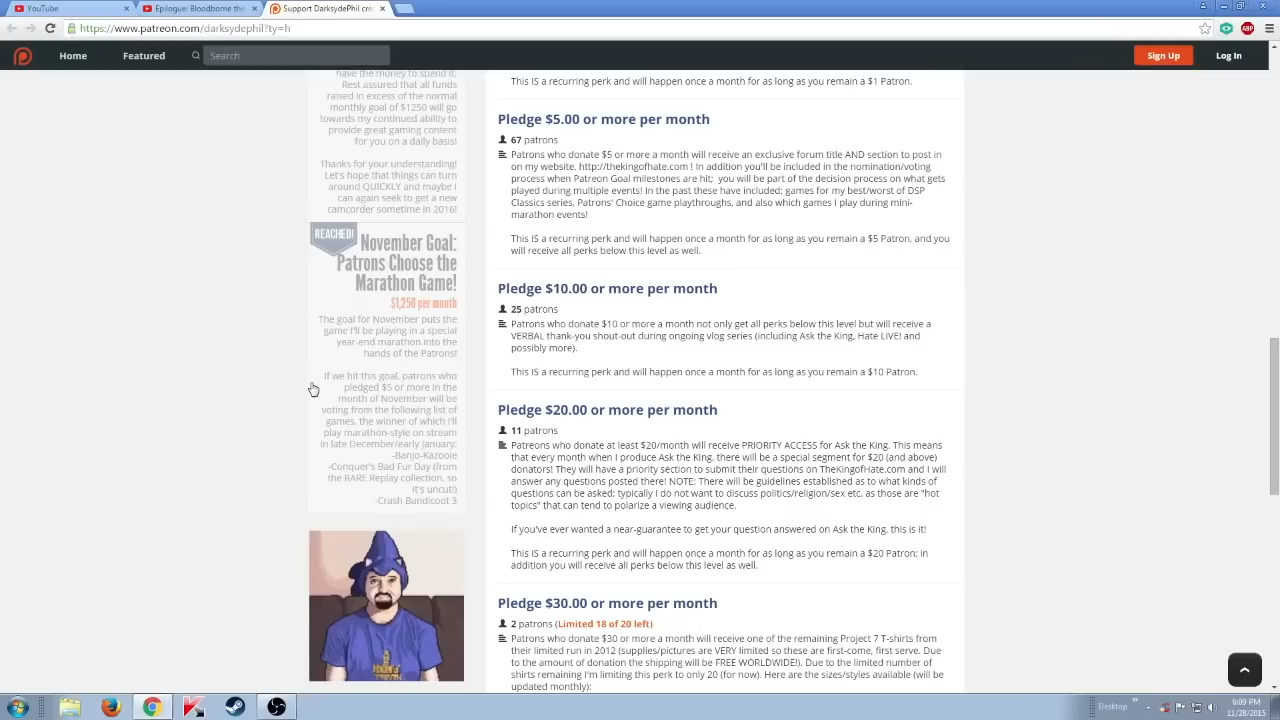 YouTube
Epilogue: Bloodborne the
Support DarksydePhil cre
https://www.patreon.com/darksydephil?ty=h
Home
Featured
Search
Sign Up
Log In
have the money to spend it.
Rest assured that all funds
raised in excess of the normal
monthly goal of $1250 will go
towards my continued ability to
provide great gaming content
for you on a daily basis!
Thanks for your understanding!
Let's hope that things can turn
around QUICKLY and maybe I
can again seek to get a new
camcorder sometime in 2016!
REACHED!
November Goal:
Patrons Choose the
Marathon Game!
$1,250 per month
The goal for November puts the
game I'll be playing in a special
year-end marathon into the
hands of the Patrons!
If we hit this goal, patrons who
pledged $5 or more in the
month of November will be
voting from the following list of
games, the winner of which I'll
play marathon-style on stream
in late December/early January:
-Banjo-Kazooie
-Conquer's Bad Fur Day (from
the RARE Replay collection, so
it's uncut!)
-Crash Bandicoot 3
This IS a recurring perk and will happen once a month for as long as you remain a $1 Patron.
Pledge $5.00 or more per month
67 patrons
Patrons who donate $5 or more a month will receive an exclusive forum title AND section to post in
on my website, http://thekingofhate.com ! In addition you'll be included in the nomination/voting
process when Patreon Goal milestones are hit; you will be part of the decision process on what gets
played during multiple events! In the past these have included: games for my best/worst of DSP
Classics series, Patrons' Choice game playthroughs, and also which games I play during mini-
marathon events!
This IS a recurring perk and will happen once a month for as long as you remain a $5 Patron, and you
will receive all perks below this level as well.
Pledge $10.00 or more per month
25 patrons
Patrons who donate $10 or more a month not only get all perks below this level but will receive a
VERBAL thank-you shout-out during ongoing vlog series (including Ask the King, Hate LIVE! and
possibly more).
This IS a recurring perk and will happen once a month for as long as you remain a $10 Patron.
Pledge $20.00 or more per month
11 patrons
Patreons who donate at least $20/month will receive PRIORITY ACCESS for Ask the King. This means
that every month when I produce Ask the King, there will be a special segment for $20 (and above)
donators! They will have a priority section to submit their questions on TheKingofHate.com and I will
answer any questions posted there! NOTE: There will be guidelines established as to what kinds of
questions can be asked; typically I do not want to discuss politics/religion/sex etc. as those are "hot
topics" that can tend to polarize a viewing audience.
If you've ever wanted a near-guarantee to get your question answered on Ask the King, this is it!
This IS a recurring perk and will happen once a month for as long as you remain a $20 Patron; in
addition you will receive all perks below this level as well.
Pledge $30.00 or more per month
2 patrons (Limited 18 of 20 left)
Patrons who donate $30 or more a month will receive one of the remaining Project 7 T-shirts from
their limited run in 2012 (supplies/pictures are VERY limited so these are first-come, first serve. Due
to the amount of donation the shipping will be FREE WORLDWIDE!). Due to the limited number of
shirts remaining I'm limiting this perk to only 20 (for now). Here are the sizes/styles available (will be
updated monthly):
Desktop
6:09 PM
11/28/2015